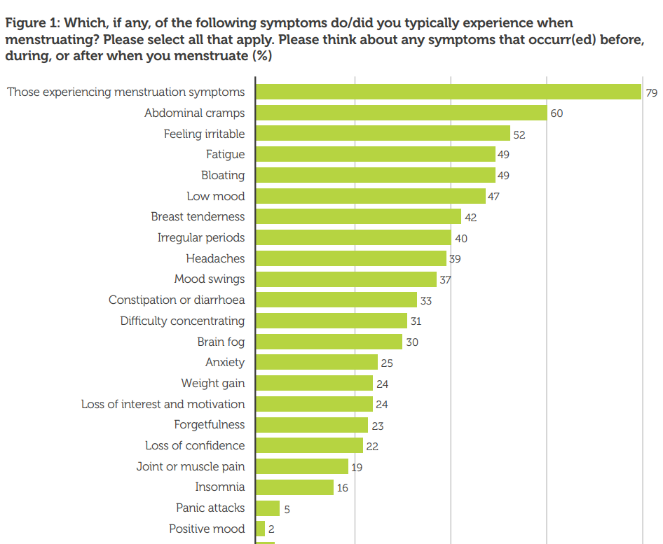 Figure 1: Which, if any, of the following symptoms do/did you typically experience when
menstruating? Please select all that apply. Please think about any symptoms that occurr(ed) before,
during, or after when you menstruate (%)
Those experiencing menstruation symptoms 79
Abdominal cramps 60
Feeling irritable 52
Fatigue 49
Bloating 49
Low mood 47
Breast tenderness 42
Irregular periods 40
Headaches 39
Mood swings 37
Constipation or diarrhoea 33
Difficulty concentrating 31
Brain fog 30
Anxiety 25
Weight gain 24
Loss of interest and motivation 24
Forgetfulness 23
Loss of confidence 22
Joint or muscle pain 19
Insomnia 16
Panic attacks 5
Positive mood 2